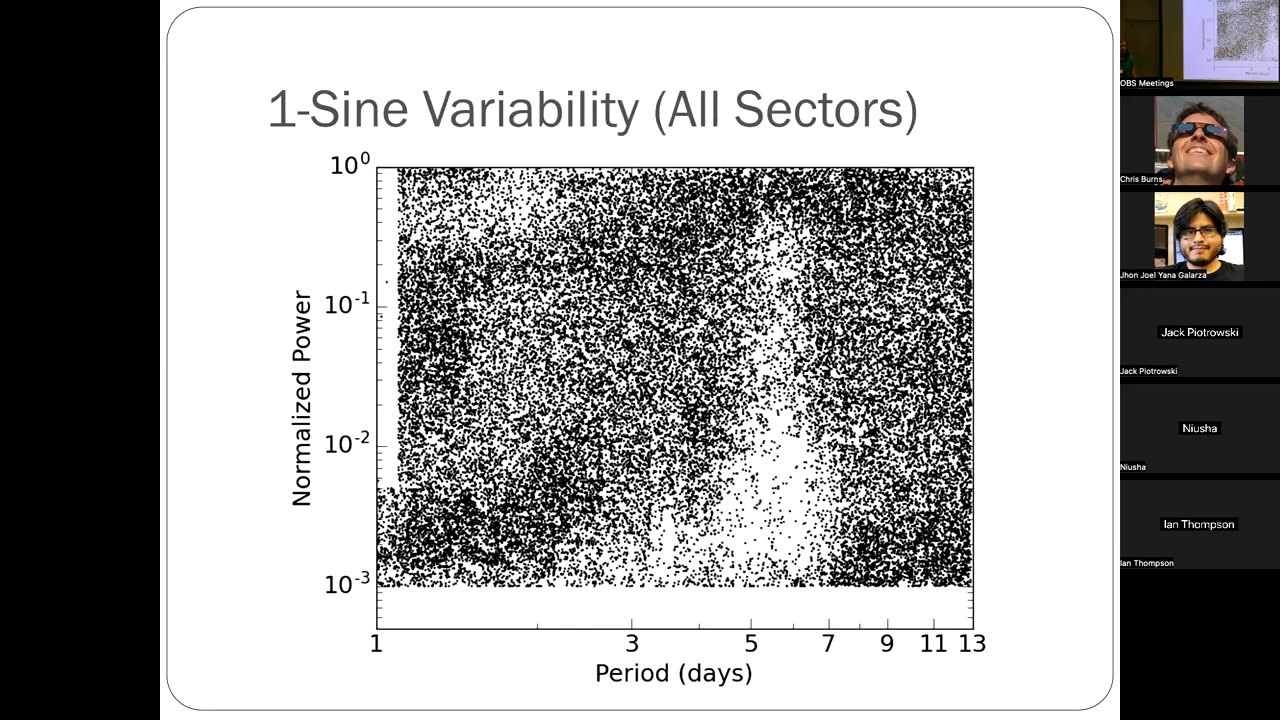 1-Sine Variability (All Sectors)
10^0
10^-1
10^-2
10^-3
Normalized Power
1 3 5 7 9 11 13
Period (days)
OBS Meetings
Chris Burns
Jhon Joel Yana Galarza
Jack Piotrowski
Jack Piotrowski
Niusha
Niusha
Ian Thompson
Ian Thompson